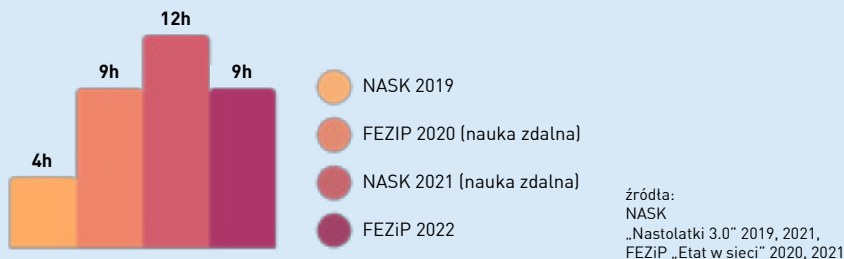 12h
9h
9h
4h
NASK 2019
FEZIP 2020 (nauka zdalna)
NASK 2021 (nauka zdalna)
FEZiP 2022
źródła:
NASK
„Nastolatki 3.0” 2019, 2021,
FEZiP „Etat w sieci” 2020, 2021